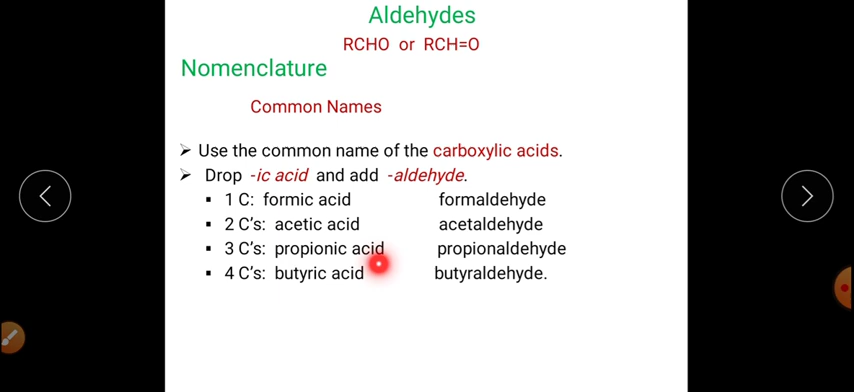 Aldehydes
RCHO or RCH=O
Nomenclature
Common Names
➢ Use the common name of the carboxylic acids.
➢ Drop -ic acid and add -aldehyde.
▪ 1 C: formic acid formaldehyde
▪ 2 C's: acetic acid acetaldehyde
▪ 3 C's: propionic acid propionaldehyde
▪ 4 C's: butyric acid butyraldehyde.